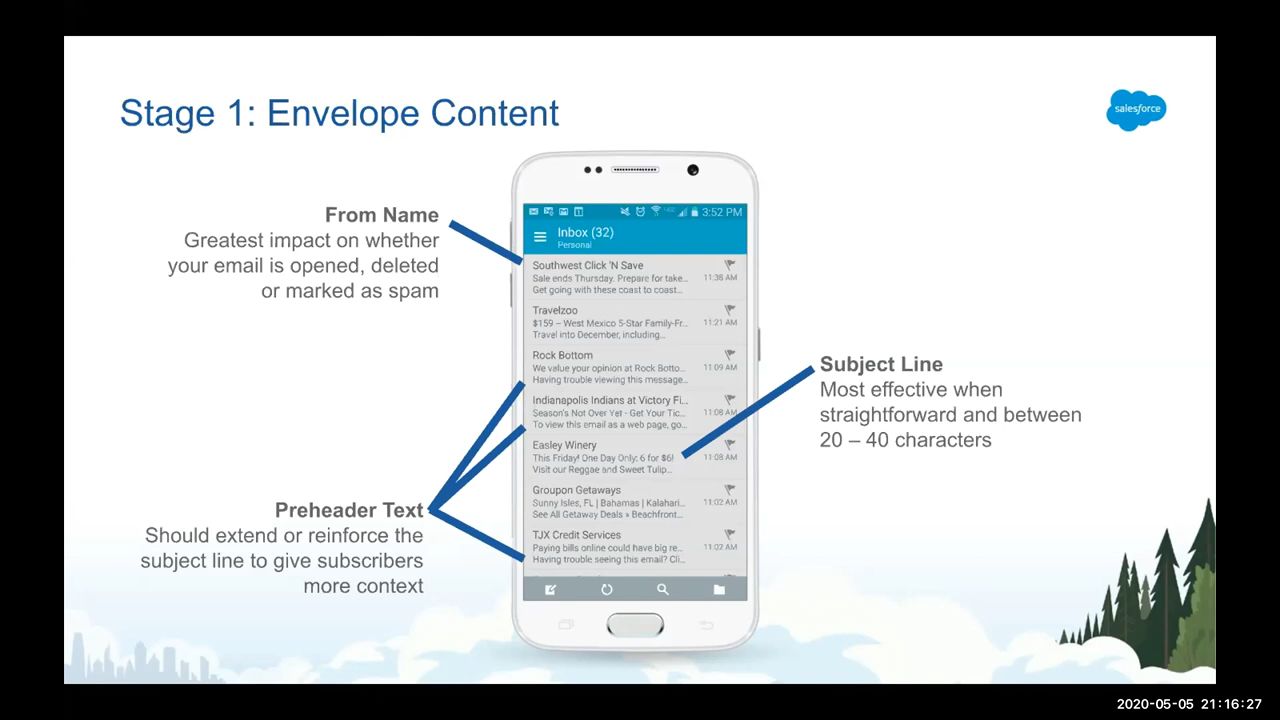 Stage 1: Envelope Content
salesforce
From Name
Greatest impact on whether
your email is opened, deleted
or marked as spam
3:52 PM
Inbox (32)
Personal
Southwest Click 'N Save
Sale ends Thursday. Prepare for take...
11:38 AM
Get going with these coast to coast...
Travelzoo
$159 – West Mexico 5-Star Family-Fr...
11:21 AM
Travel into December, including...
Rock Bottom
We value your opinion at Rock Botto...
11:09 AM
Having trouble viewing this message...
Indianapolis Indians at Victory Fi...
Season's Not Over Yet - Get Your Tic...
11:08 AM
To view this email as a web page, go...
Easley Winery
This Friday! One Day Only: 6 for $6!
11:08 AM
Visit our Reggae and Sweet Tulip...
Groupon Getaways
Sunny Isles, FL | Bahamas | Kalahari...
11:02 AM
See All Getaway Deals » Beachfront...
TJX Credit Services
Paying bills online could have big re...
11:02 AM
Having trouble seeing this email? Cli...
Subject Line
Most effective when
straightforward and between
20 – 40 characters
Preheader Text
Should extend or reinforce the
subject line to give subscribers
more context
2020-05-05 21:16:27